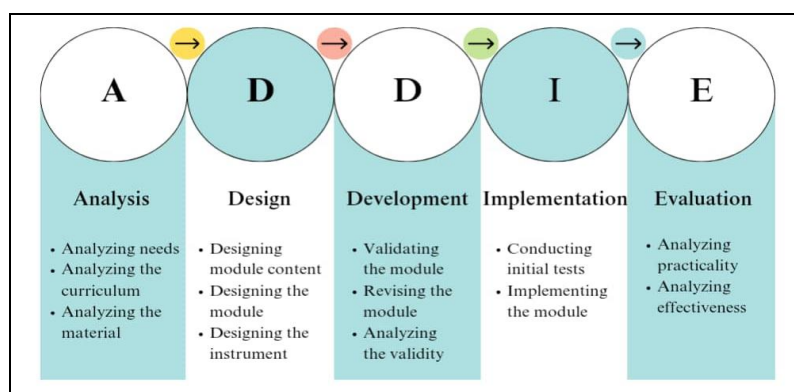 A → D → D → I → E
Analysis
• Analyzing needs
• Analyzing the
curriculum
• Analyzing the
material
Design
• Designing
module content
• Designing the
module
• Designing the
instrument
Development
• Validating
the module
• Revising the
module
• Analyzing
the validity
Implementation
• Conducting
initial tests
• Implementing
the module
Evaluation
• Analyzing
practicality
• Analyzing
effectiveness